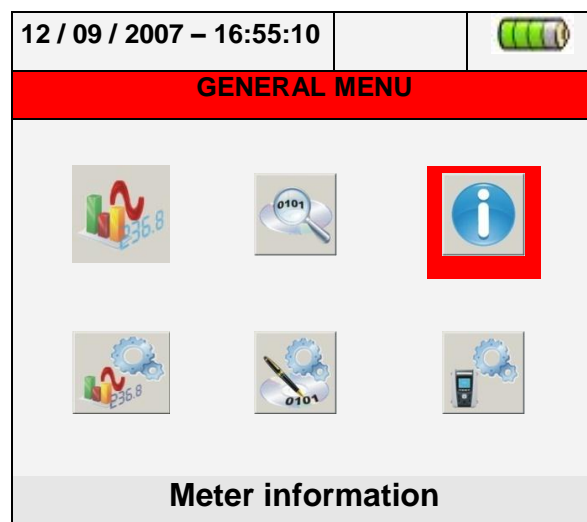 12 / 09 / 2007 – 16:55:10
GENERAL MENU
236.8
0101
236.8
0101
Meter information